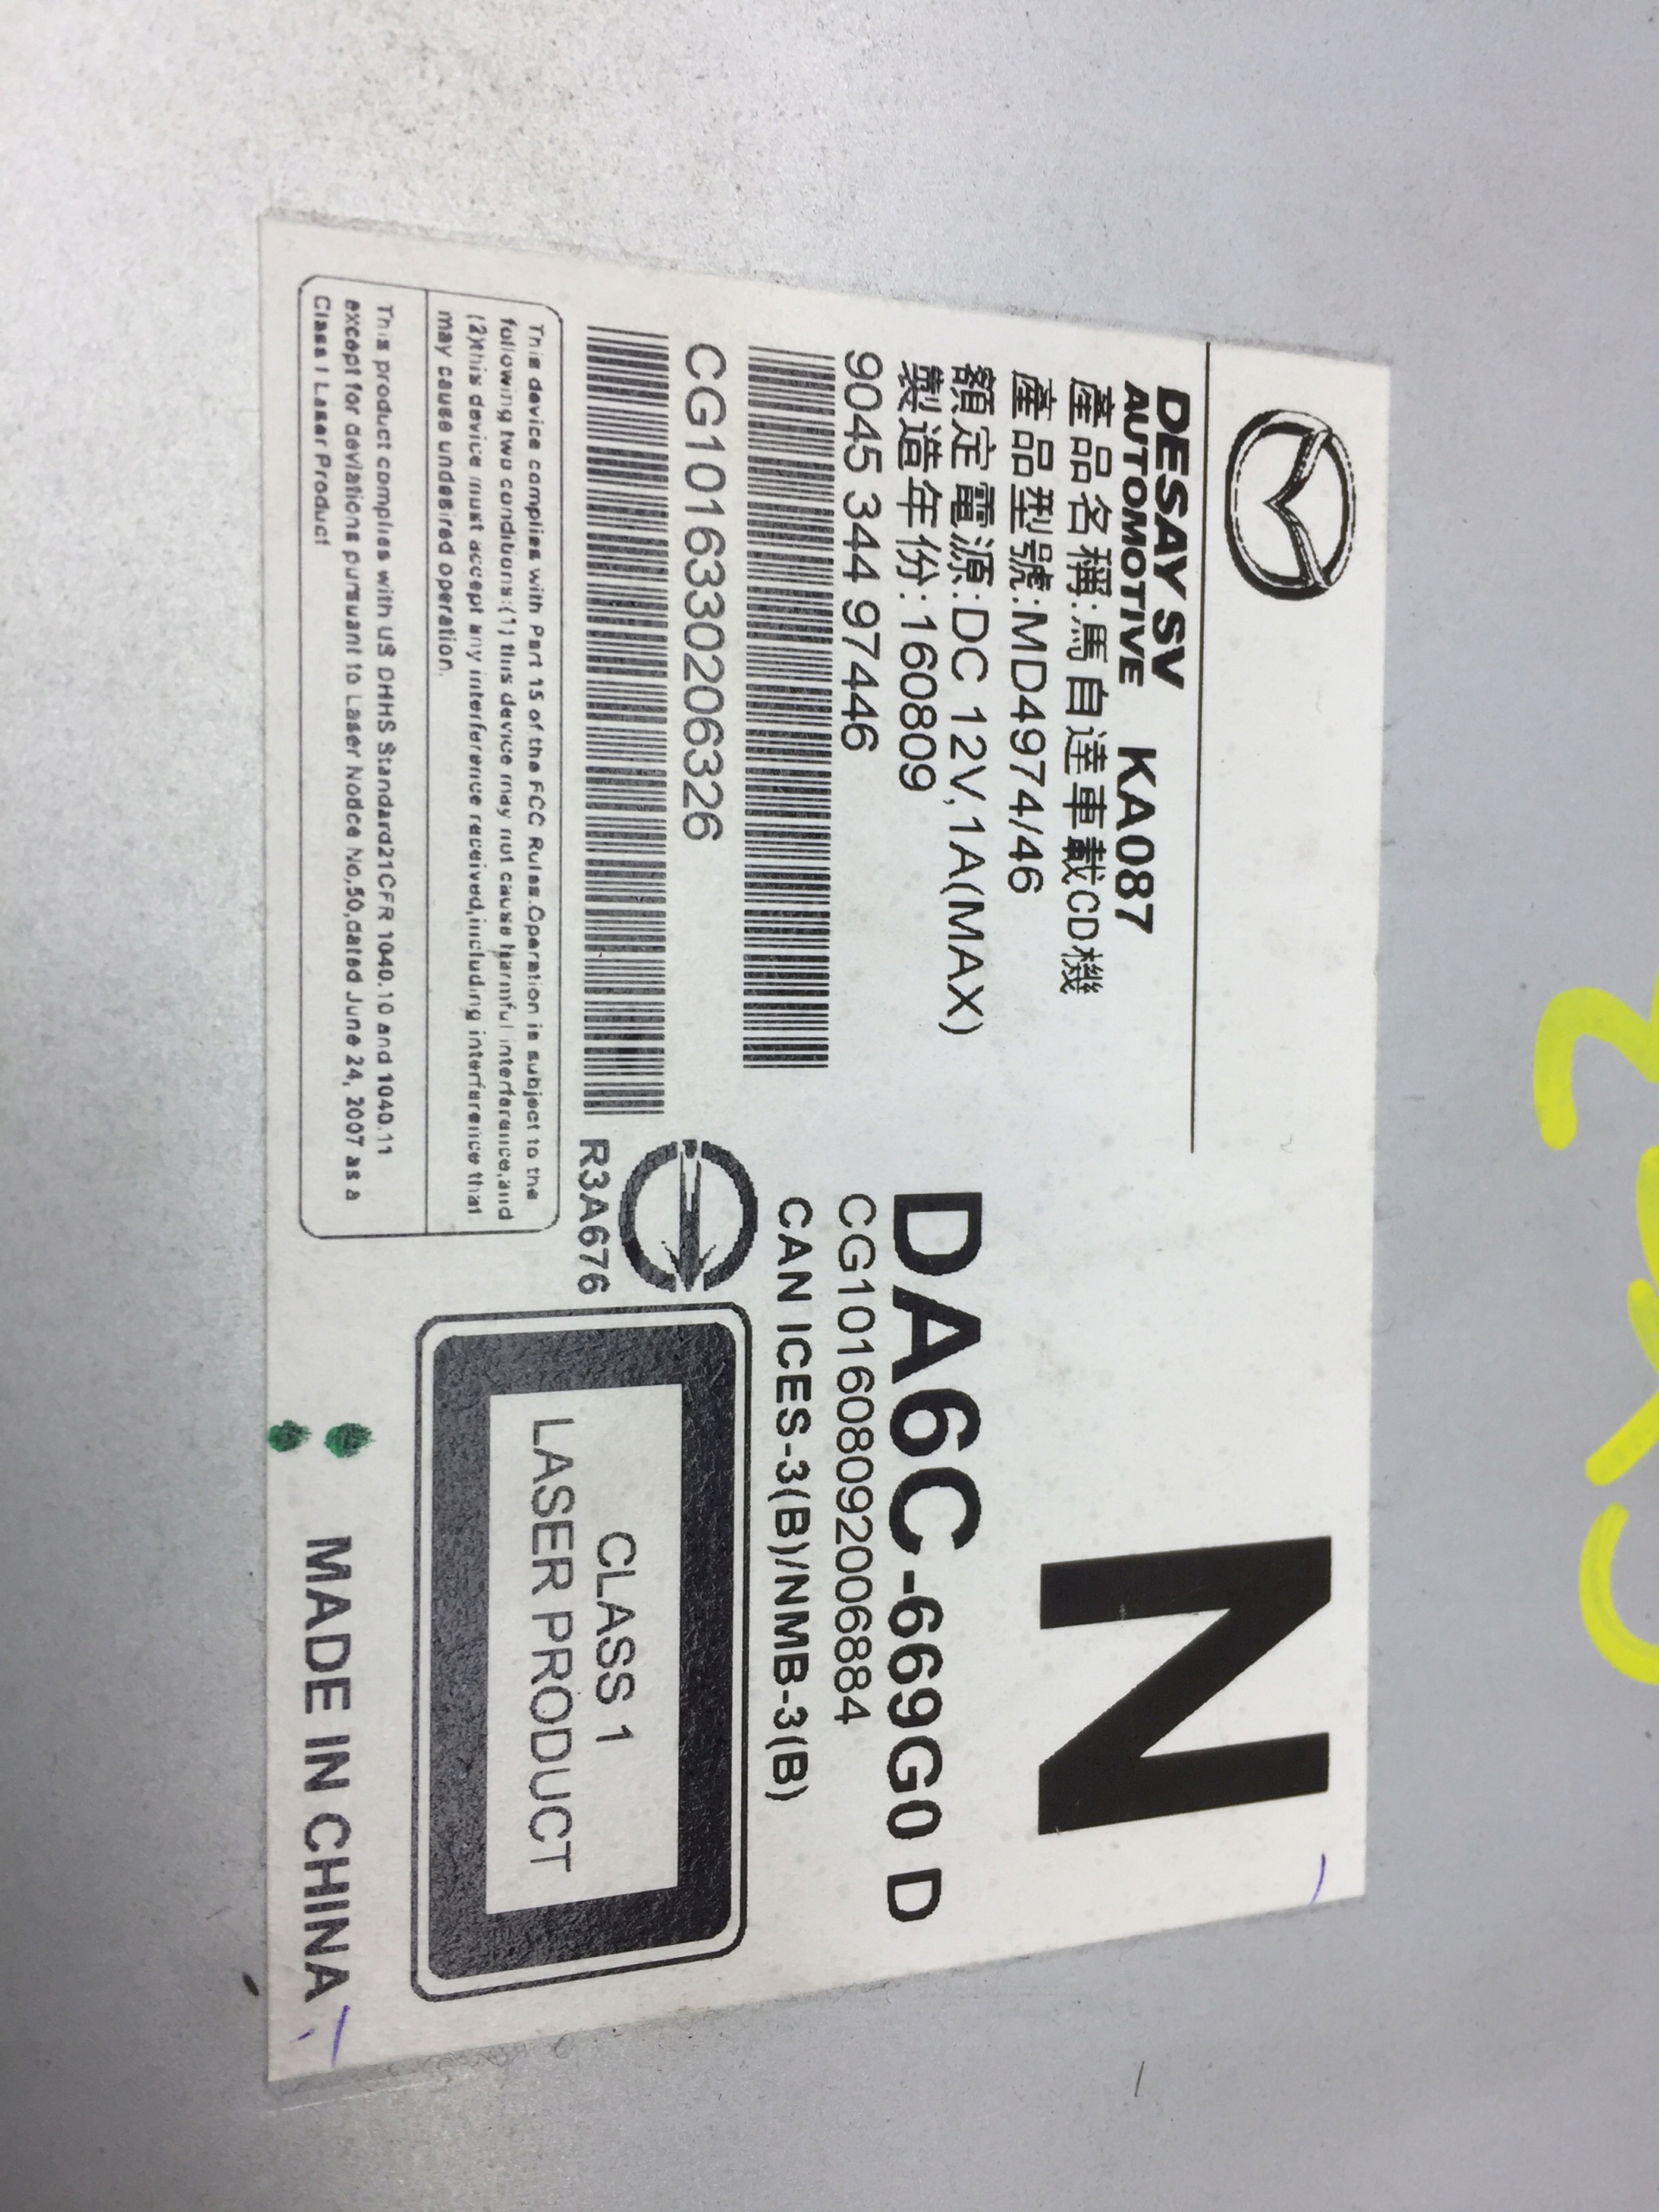 N
DESAY SV
AUTOMOTIVE KA087
產品名稱:馬自達車載CD機
產品型號:MD4974/46
額定電源:DC 12V,1A(MAX)
製造年份:160809
9045 344 97446
CG1016330206326
DA6C-669G0 D
CG101608092006884
CAN ICES-3(B)/NMB-3(B)
R3A676
CLASS 1
LASER PRODUCT
This device complies with Part 15 of the FCC Rules.Operation is subject to the
following two conditions:(1) this device may not cause harmful interference,and
(2)this device must accept any interference received,including interference that
may cause undesired operation.
This product complies with US DHHS Standard21CFR 1040.10 and 1040.11
except for deviations pursuant to Laser Nodce No,50,dated June 24, 2007 as a
Class I Laser Product
MADE IN CHINA